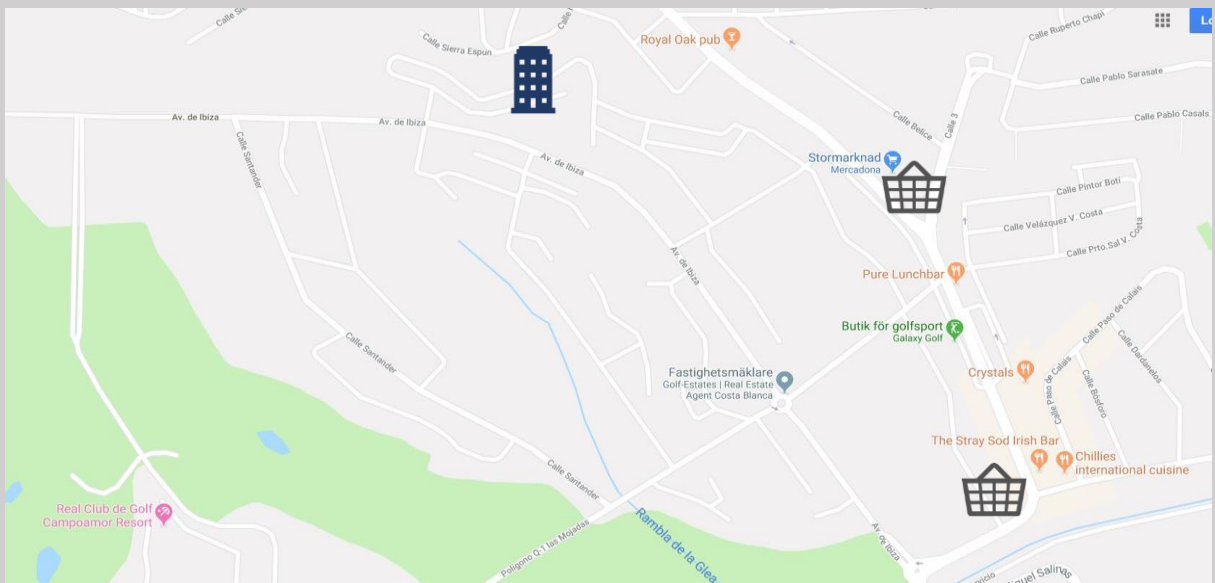 Calle Ruperto Chapi
Royal Oak pub
Calle Sierra Espun
Calle Pablo Sarasate
Av. de Ibiza
Av. de Ibiza
Calle Belice
Calle 3
Calle Pablo Casals
Calle Santander
Av. de Ibiza
Stormarknad
Mercadona
Calle Pintor Boti
Calle Velázquez V. Costa
Calle Prto.Sal V. Costa
Av. de Ibiza
Pure Lunchbar
Butik för golfsport
Galaxy Golf
Calle Paso de Calais
Calle Santander
Calle Dardanelos
Fastighetsmäklare
Golf-Estates | Real Estate
Agent Costa Blanca
Crystals
Calle Paso de Calais
Calle Bósforo
The Stray Sod Irish Bar
Chillies
international cuisine
Calle Santander
Real Club de Golf
Campoamor Resort
Rambla de la Glea
Polígono Q-1 las Mojadas
Av. de Ibiza